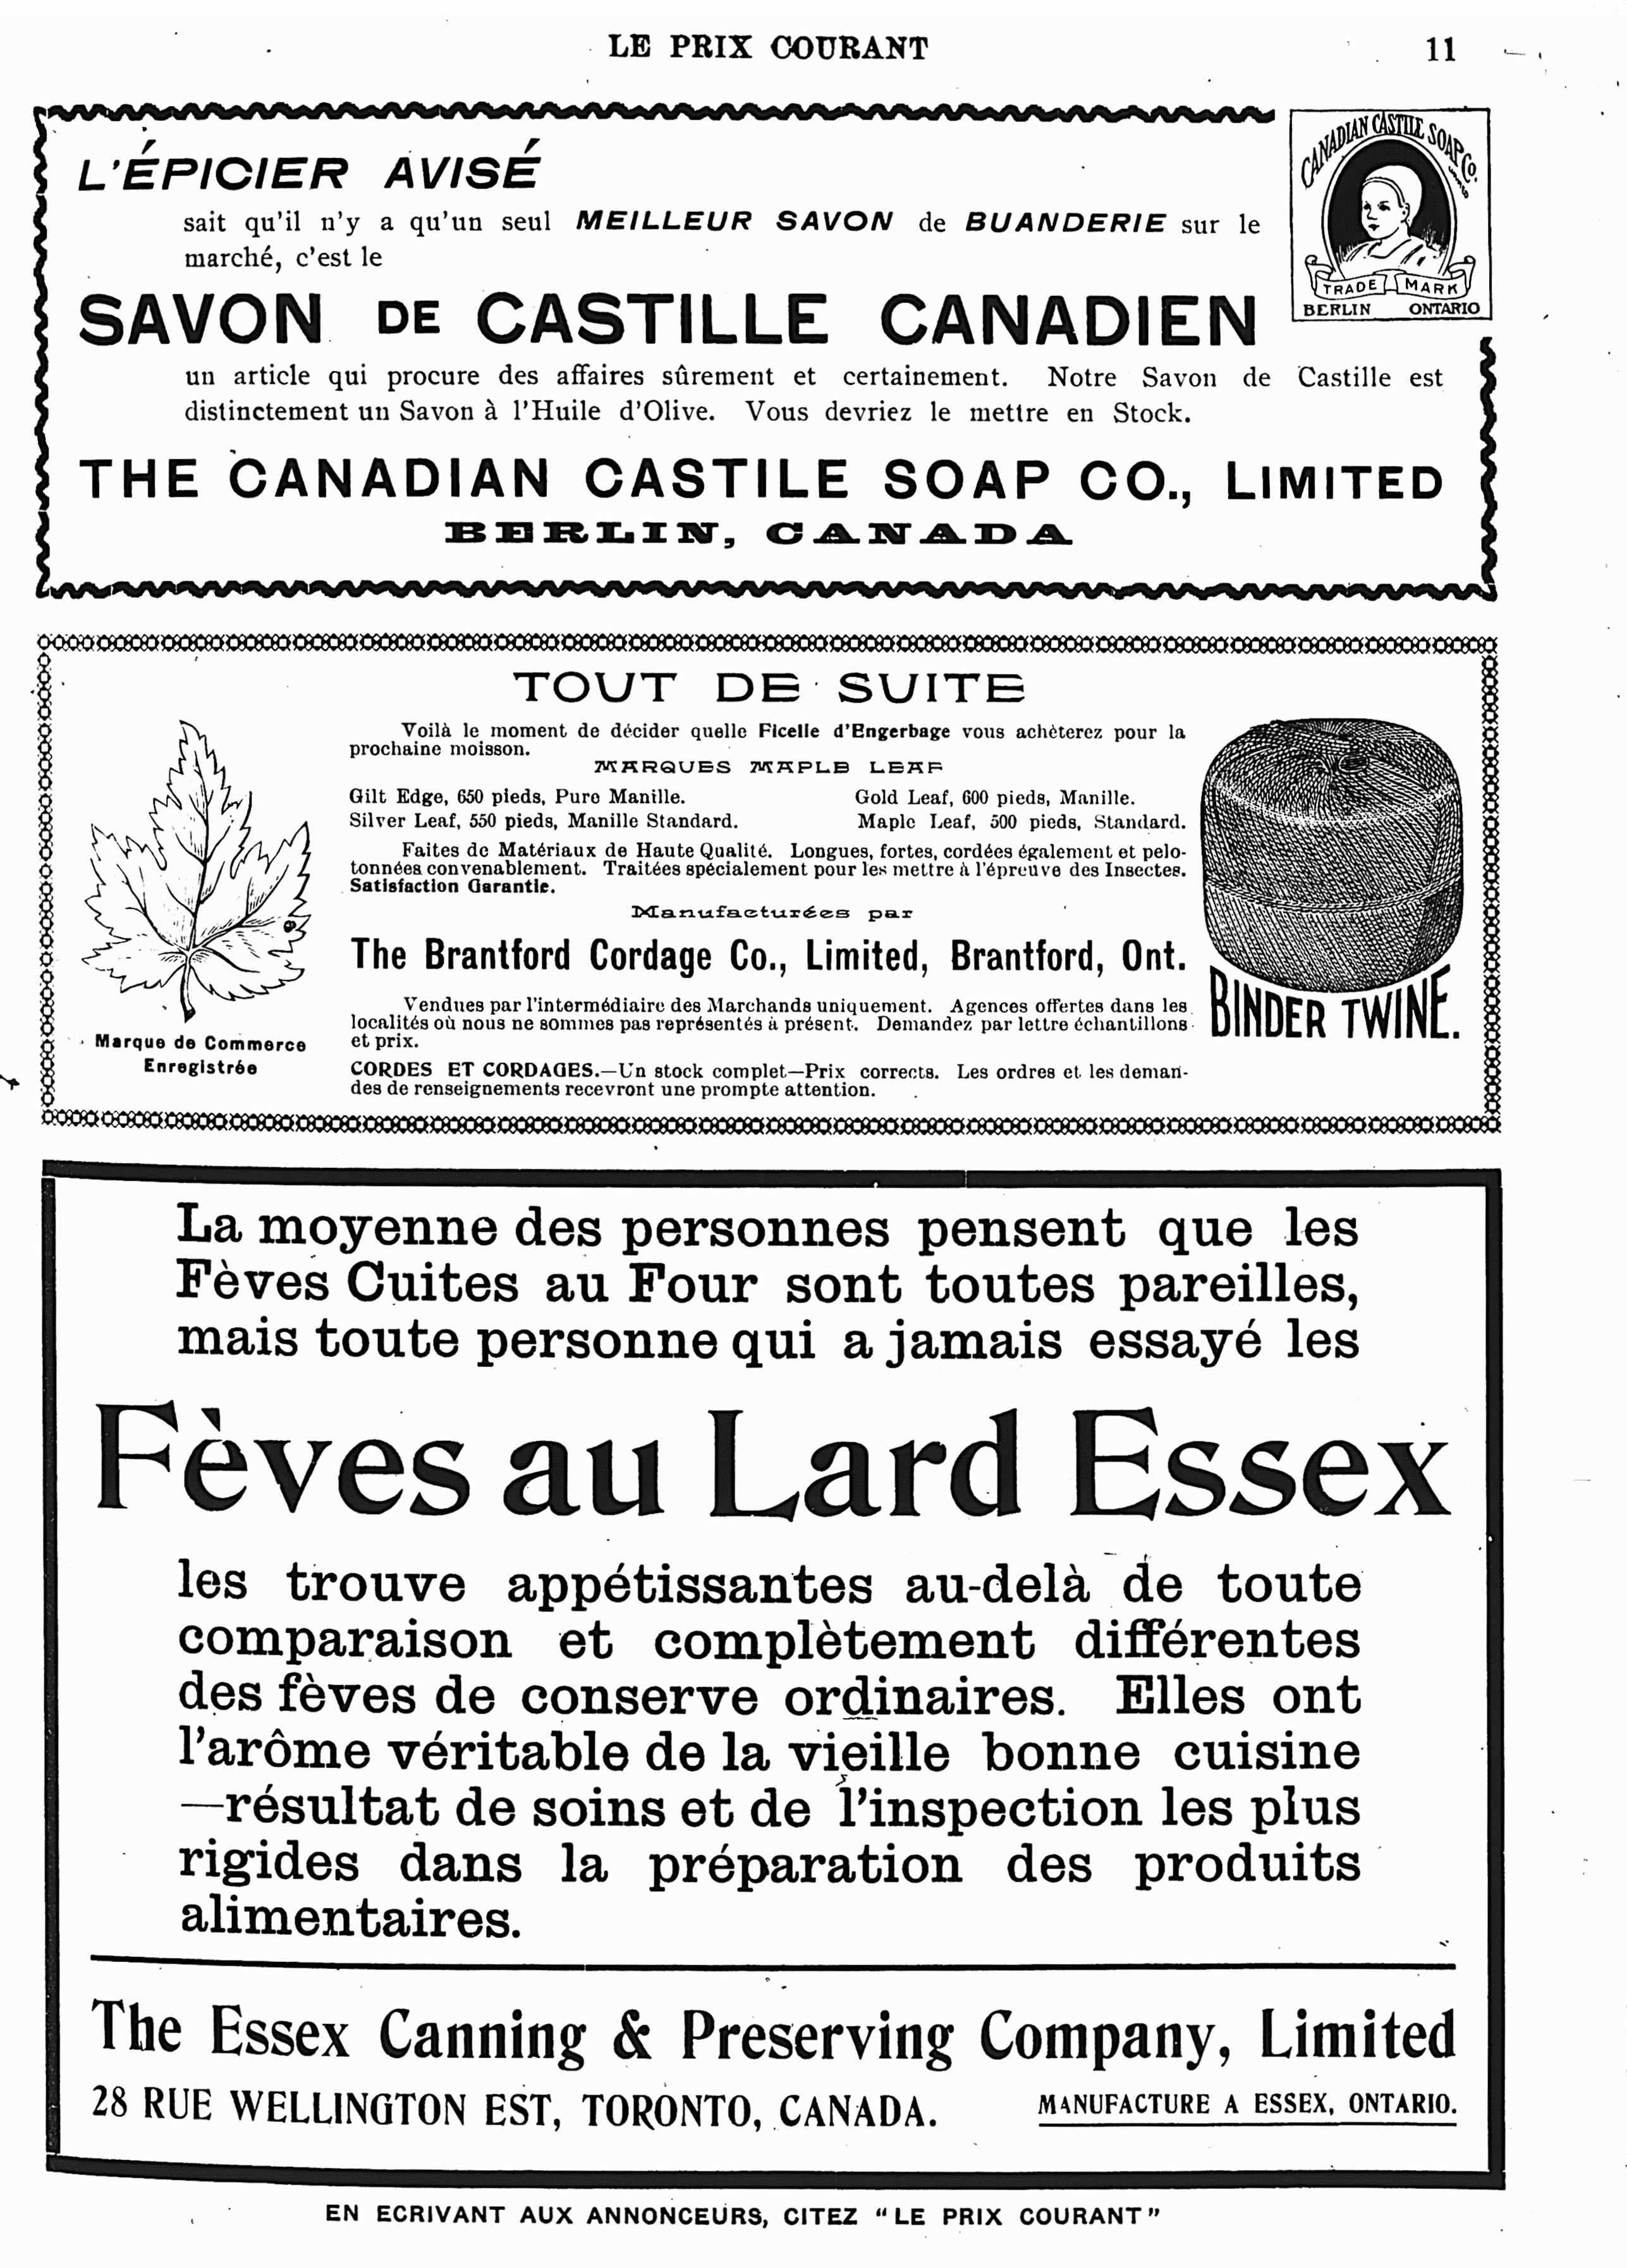 LE PRIX COURANT 11
L'ÉPICIER AVISÉ
sait qu'il n'y a qu'un seul MEILLEUR SAVON de BUANDERIE sur le
marché, c'est le
SAVON DE CASTILLE CANADIEN
CANADIAN CASTILE SOAP Co.
TRADE MARK
BERLIN ONTARIO
un article qui procure des affaires sûrement et certainement. Notre Savon de Castille est
distinctement un Savon à l'Huile d'Olive. Vous devriez le mettre en Stock.
THE CANADIAN CASTILE SOAP CO., LIMITED
BERLIN, CANADA
TOUT DE SUITE
Voilà le moment de décider quelle Ficelle d'Engerbage vous achèterez pour la
prochaine moisson.
MARQUES MAPLE LEAF
Gilt Edge, 650 pieds, Pure Manille. Gold Leaf, 600 pieds, Manille.
Silver Leaf, 550 pieds, Manille Standard. Maple Leaf, 500 pieds, Standard.
Faites de Matériaux de Haute Qualité. Longues, fortes, cordées également et pelo-
tonnées convenablement. Traitées spécialement pour les mettre à l'épreuve des Insectes.
Satisfaction Garantie.
Manufacturées par
The Brantford Cordage Co., Limited, Brantford, Ont.
Vendues par l'intermédiaire des Marchands uniquement. Agences offertes dans les
localités où nous ne sommes pas représentés à présent. Demandez par lettre échantillons
et prix.
CORDES ET CORDAGES.—Un stock complet—Prix corrects. Les ordres et les deman-
des de renseignements recevront une prompte attention.
Marque de Commerce
Enregistrée
BINDER TWINE.
La moyenne des personnes pensent que les
Fèves Cuites au Four sont toutes pareilles,
mais toute personne qui a jamais essayé les
Fèves au Lard Essex
les trouve appétissantes au-delà de toute
comparaison et complètement différentes
des fèves de conserve ordinaires. Elles ont
l'arôme véritable de la vieille bonne cuisine
—résultat de soins et de l'inspection les plus
rigides dans la préparation des produits
alimentaires.
The Essex Canning & Preserving Company, Limited
28 RUE WELLINGTON EST, TORONTO, CANADA. MANUFACTURE A ESSEX, ONTARIO.
EN ECRIVANT AUX ANNONCEURS, CITEZ "LE PRIX COURANT"